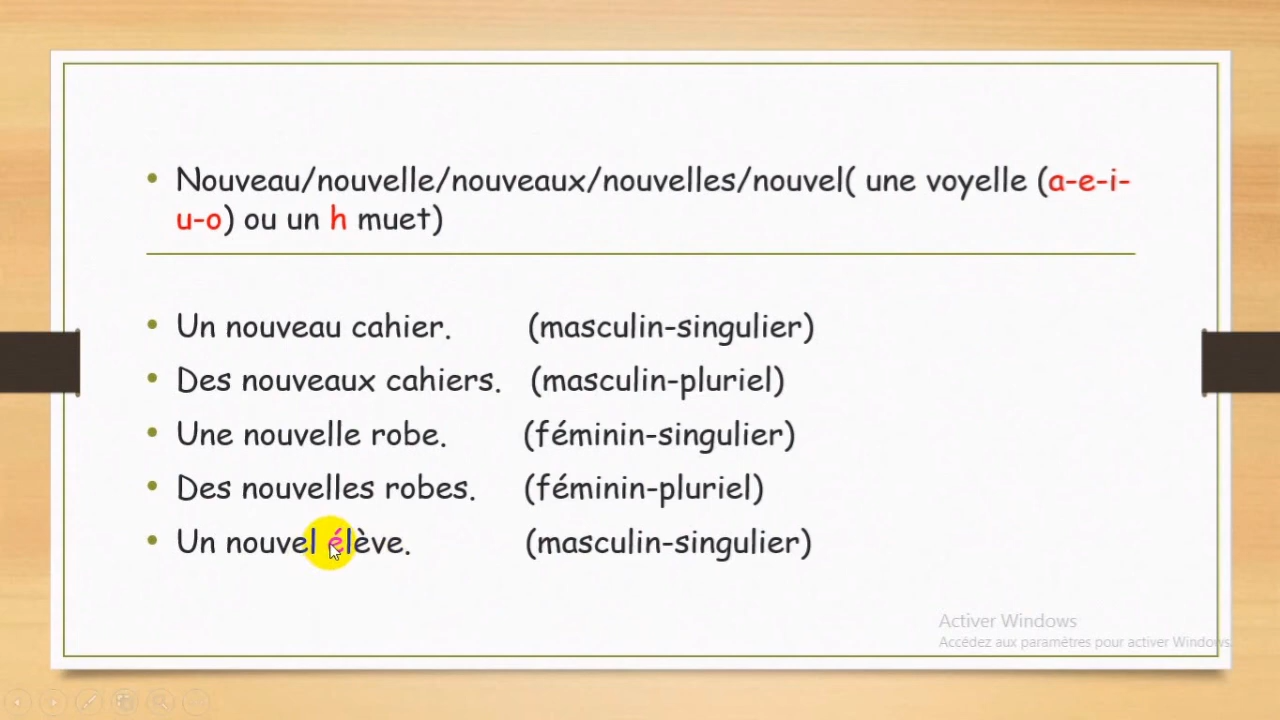 • Nouveau/nouvelle/nouveaux/nouvelles/nouvel( une voyelle (a-e-i-
u-o) ou un h muet)
• Un nouveau cahier. (masculin-singulier)
• Des nouveaux cahiers. (masculin-pluriel)
• Une nouvelle robe. (féminin-singulier)
• Des nouvelles robes. (féminin-pluriel)
• Un nouvel élève. (masculin-singulier)
Activer Windows
Accédez aux paramètres pour activer Windows.